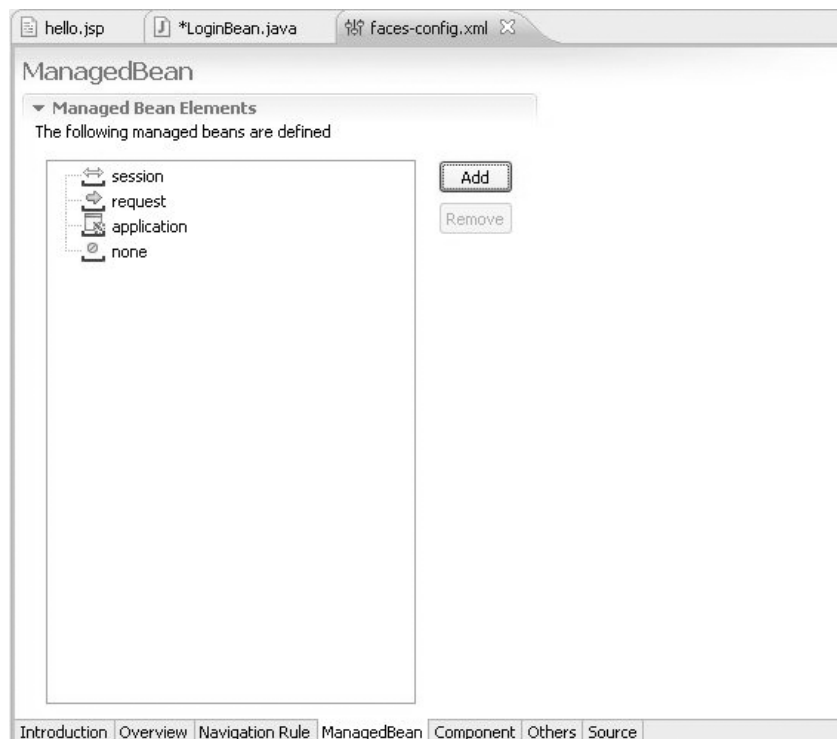 hello.jsp *LoginBean.java faces-config.xml
ManagedBean
Managed Bean Elements
The following managed beans are defined
session
request
application
none
Add
Remove
Introduction Overview Navigation Rule ManagedBean Component Others Source